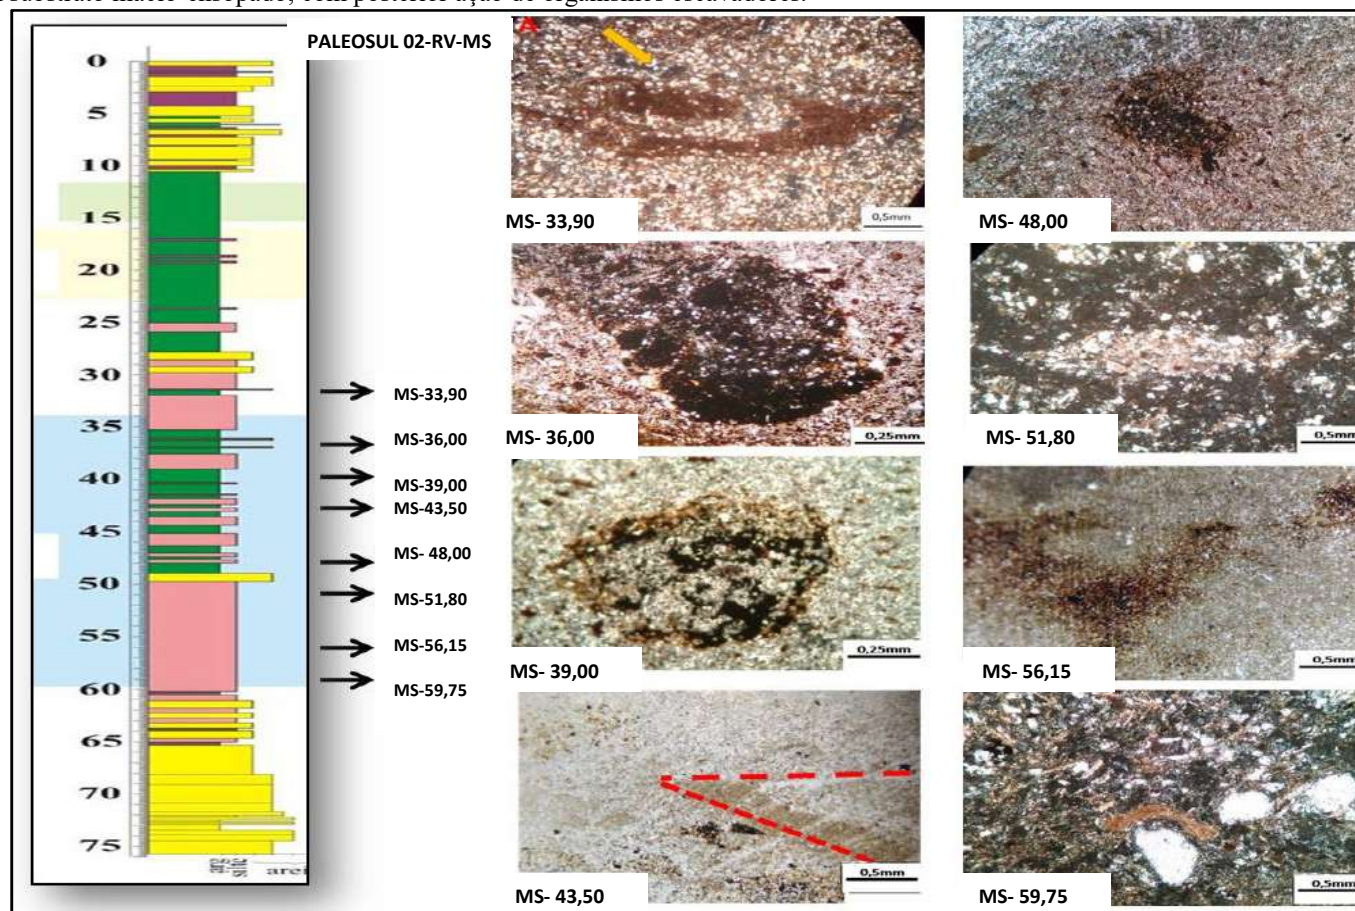 PALEOSUL 02-RV-MS
0
5
10
15
20
25
30
35
40
45
50
55
60
65
70
75
MS-33,90
MS-36,00
MS-39,00
MS-43,50
MS- 48,00
MS-51,80
MS-56,15
MS-59,75
A
0,5mm
MS- 33,90
MS- 48,00
0,25mm
MS- 36,00
0,5mm
MS- 51,80
0,25mm
MS- 39,00
0,5mm
MS- 56,15
0,5mm
MS- 43,50
0,5mm
MS- 59,75